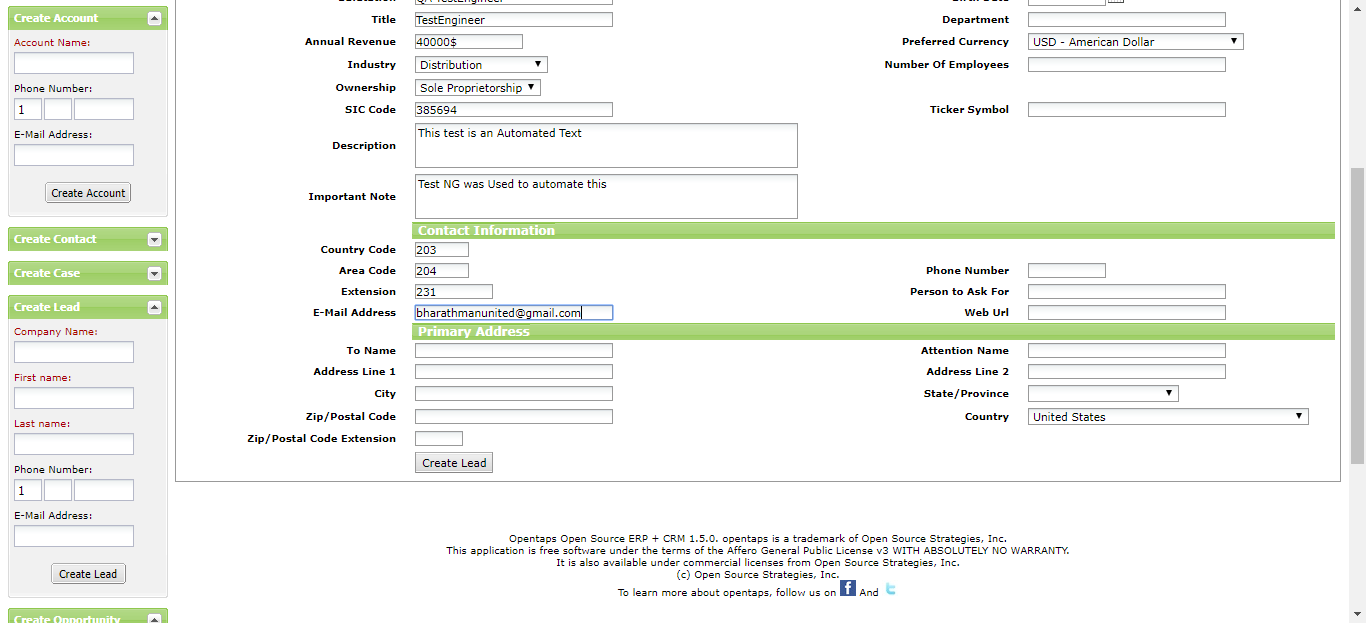 Create Account
Account Name:
Phone Number:
1
E-Mail Address:
Create Account
Create Contact
Create Case
Create Lead
Company Name:
First name:
Last name:
Phone Number:
1
E-Mail Address:
Create Lead
Create Opportunity
Title TestEngineer Department
Annual Revenue 40000$ Preferred Currency USD - American Dollar
Industry Distribution Number Of Employees
Ownership Sole Proprietorship
SIC Code 385694 Ticker Symbol
Description This test is an Automated Text
Important Note Test NG was Used to automate this
Contact Information
Country Code 203
Area Code 204 Phone Number
Extension 231 Person to Ask For
E-Mail Address bharathmanunited@gmail.com Web Url
Primary Address
To Name Attention Name
Address Line 1 Address Line 2
City State/Province
Zip/Postal Code Country United States
Zip/Postal Code Extension
Create Lead
Opentaps Open Source ERP + CRM 1.5.0. opentaps is a trademark of Open Source Strategies, Inc.
This application is free software under the terms of the Affero General Public License v3 WITH ABSOLUTELY NO WARRANTY.
It is also available under commercial licenses from Open Source Strategies, Inc.
(c) Open Source Strategies, Inc.
To learn more about opentaps, follow us on f And t